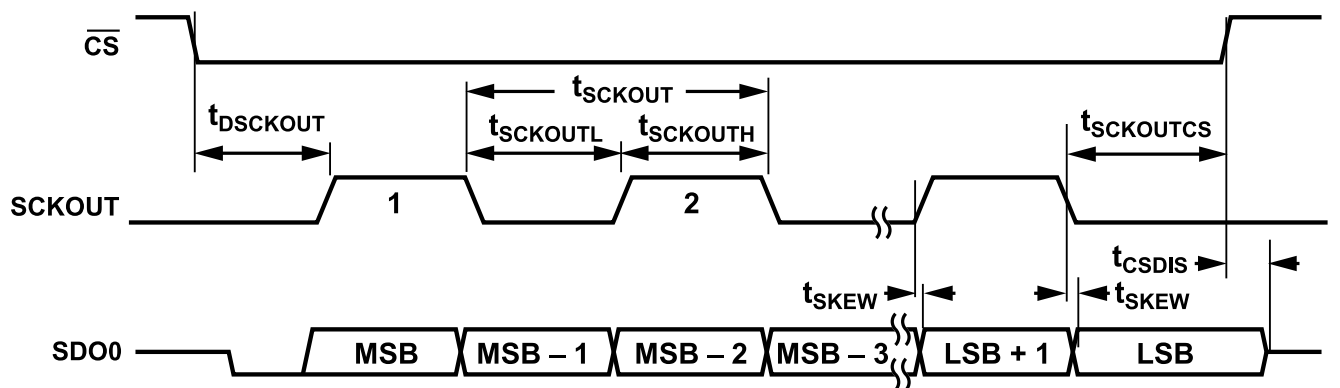 CS
tSCKOUT
tDSCKOUT
tSCKOUTL
tSCKOUTH
tSCKOUTCS
SCKOUT
1
2
tCSDIS
tSKEW
tSKEW
SDO0
MSB
MSB – 1
MSB – 2
MSB – 3
LSB + 1
LSB